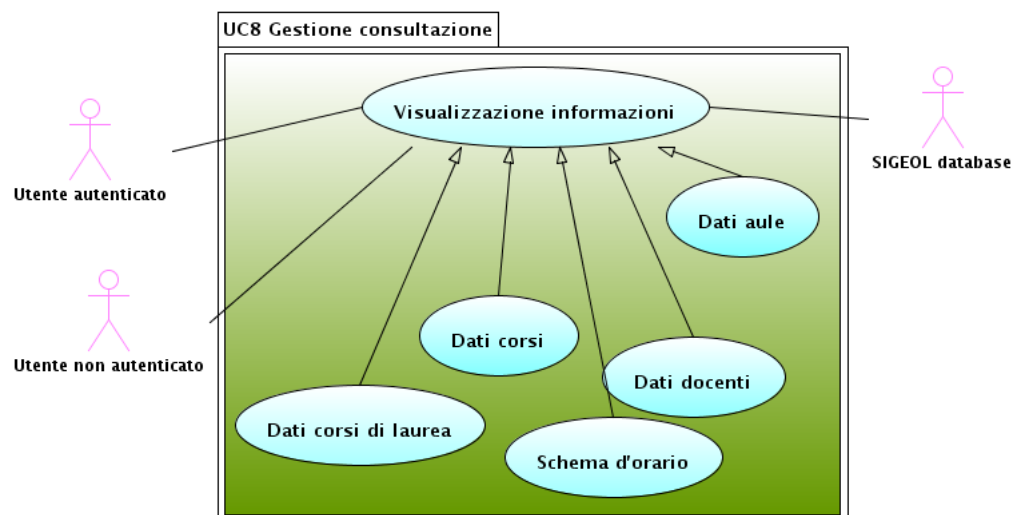 UC8 Gestione consultazione
Visualizzazione informazioni
Utente autenticato
SIGEOL database
Dati aule
Utente non autenticato
Dati corsi
Dati docenti
Dati corsi di laurea
Schema d'orario